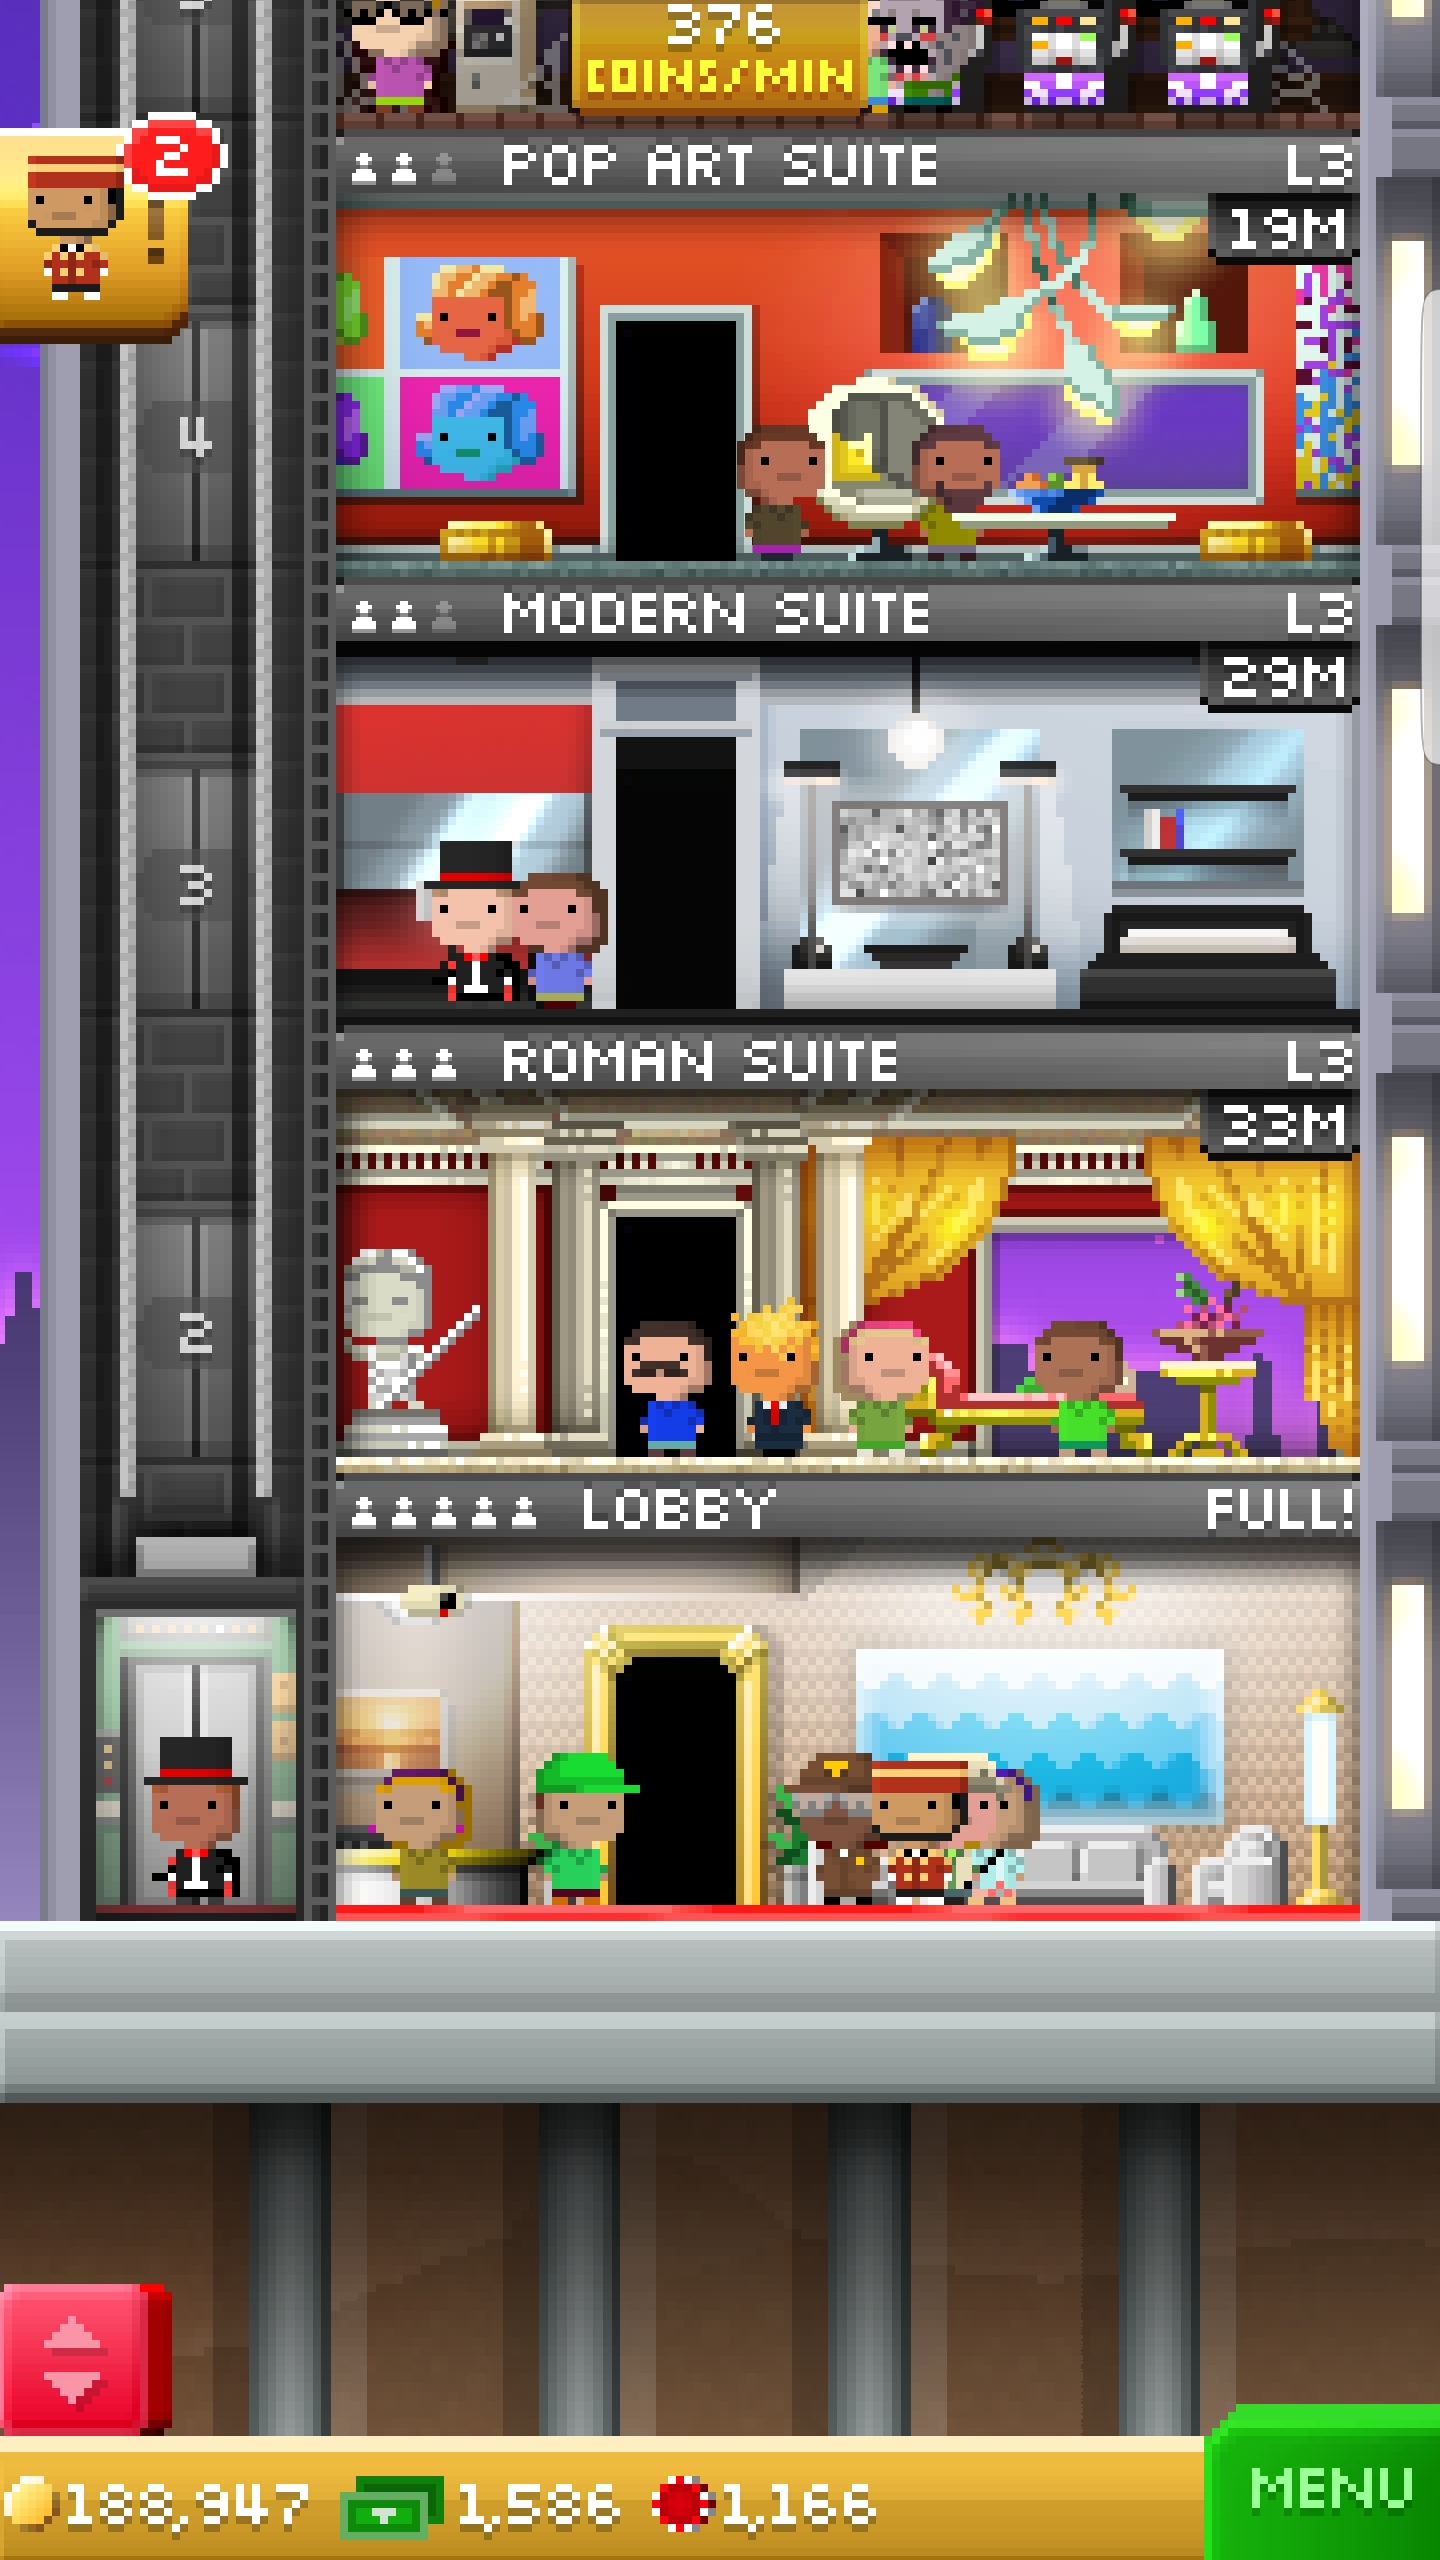 376
COINS/MIN
2
!
POP ART SUITE L3
19M
4
MODERN SUITE L3
29M
3
ROMAN SUITE L3
33M
2
LOBBY FULL!
MENU
188,947 1,586 1,166